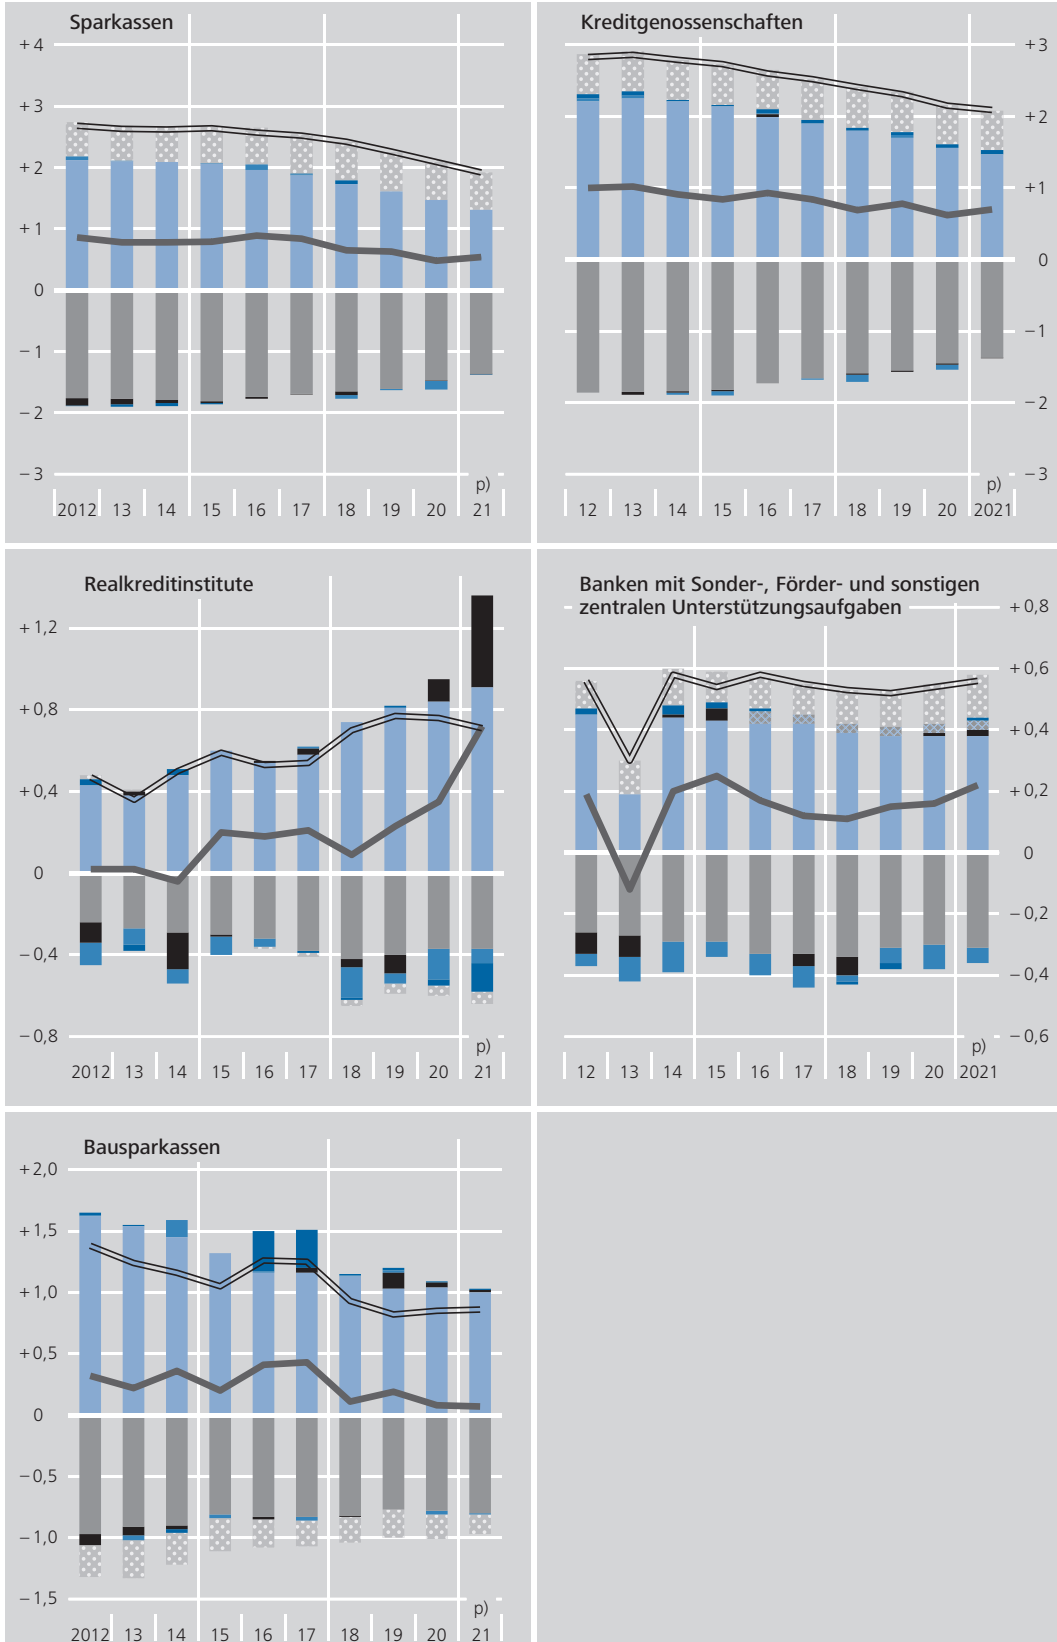 Sparkassen
+ 4
+ 3
+ 2
+ 1
0
– 1
– 2
– 3
p)
2012 13 14 15 16 17 18 19 20 21
Kreditgenossenschaften
+ 3
+ 2
+ 1
0
– 1
– 2
– 3
p)
12 13 14 15 16 17 18 19 20 2021
Realkreditinstitute
+ 1,2
+ 0,8
+ 0,4
0
– 0,4
– 0,8
p)
2012 13 14 15 16 17 18 19 20 21
Banken mit Sonder-, Förder- und sonstigen
zentralen Unterstützungsaufgaben
+ 0,8
+ 0,6
+ 0,4
+ 0,2
0
– 0,2
– 0,4
– 0,6
p)
12 13 14 15 16 17 18 19 20 2021
Bausparkassen
+ 2,0
+ 1,5
+ 1,0
+ 0,5
0
– 0,5
– 1,0
– 1,5
p)
2012 13 14 15 16 17 18 19 20 21